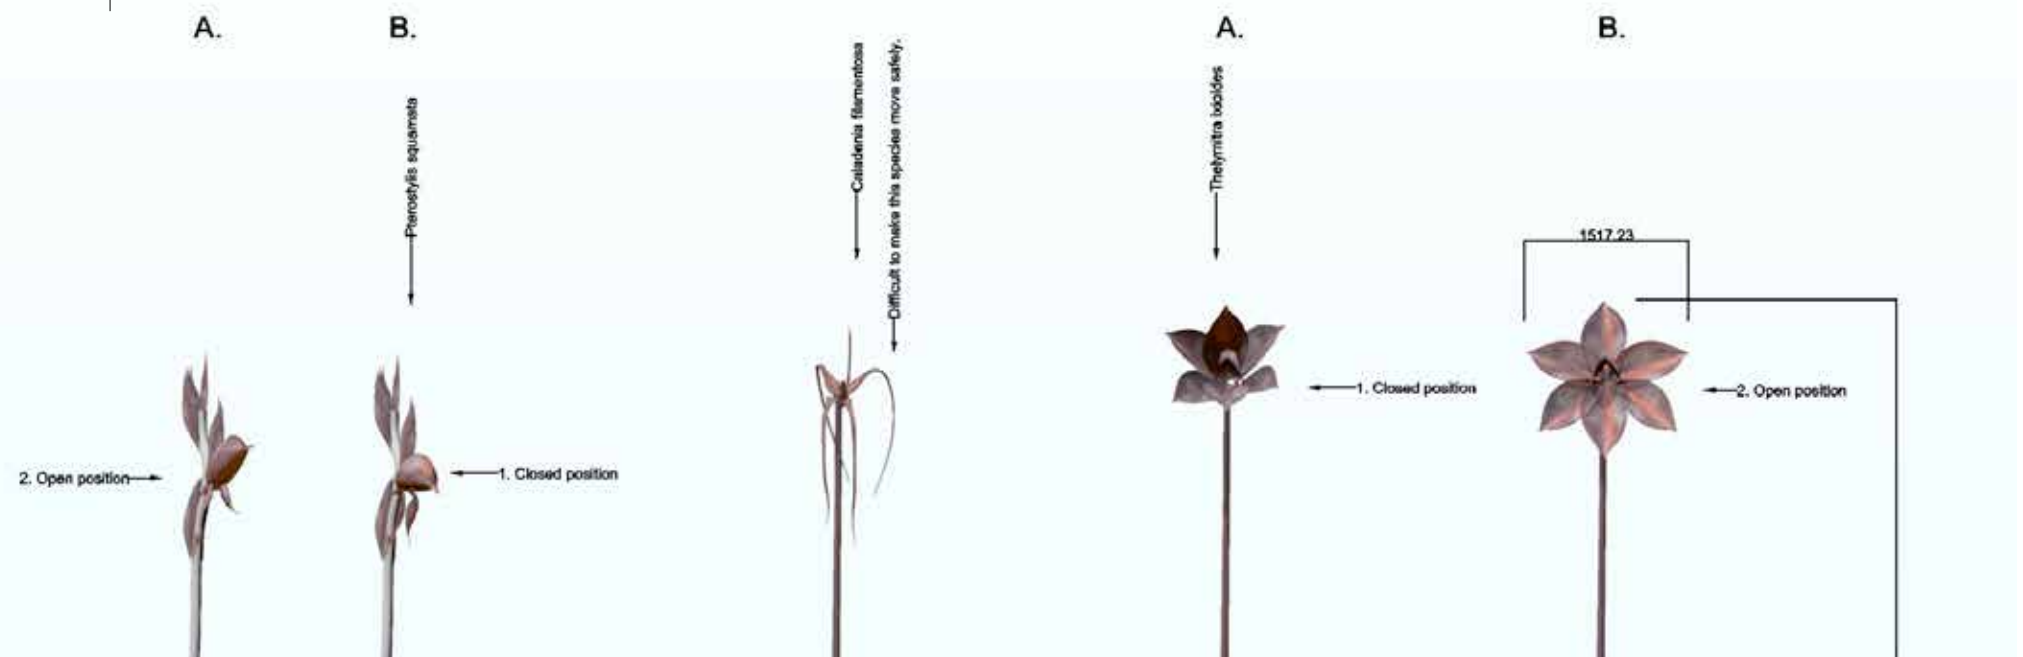 A.
B.
A.
B.
Pterostylis squamata
Caladenia filamentosa
Difficult to make this species move safely.
Thelymitra ixioides
1517.23
2. Open position
1. Closed position
1. Closed position
2. Open position